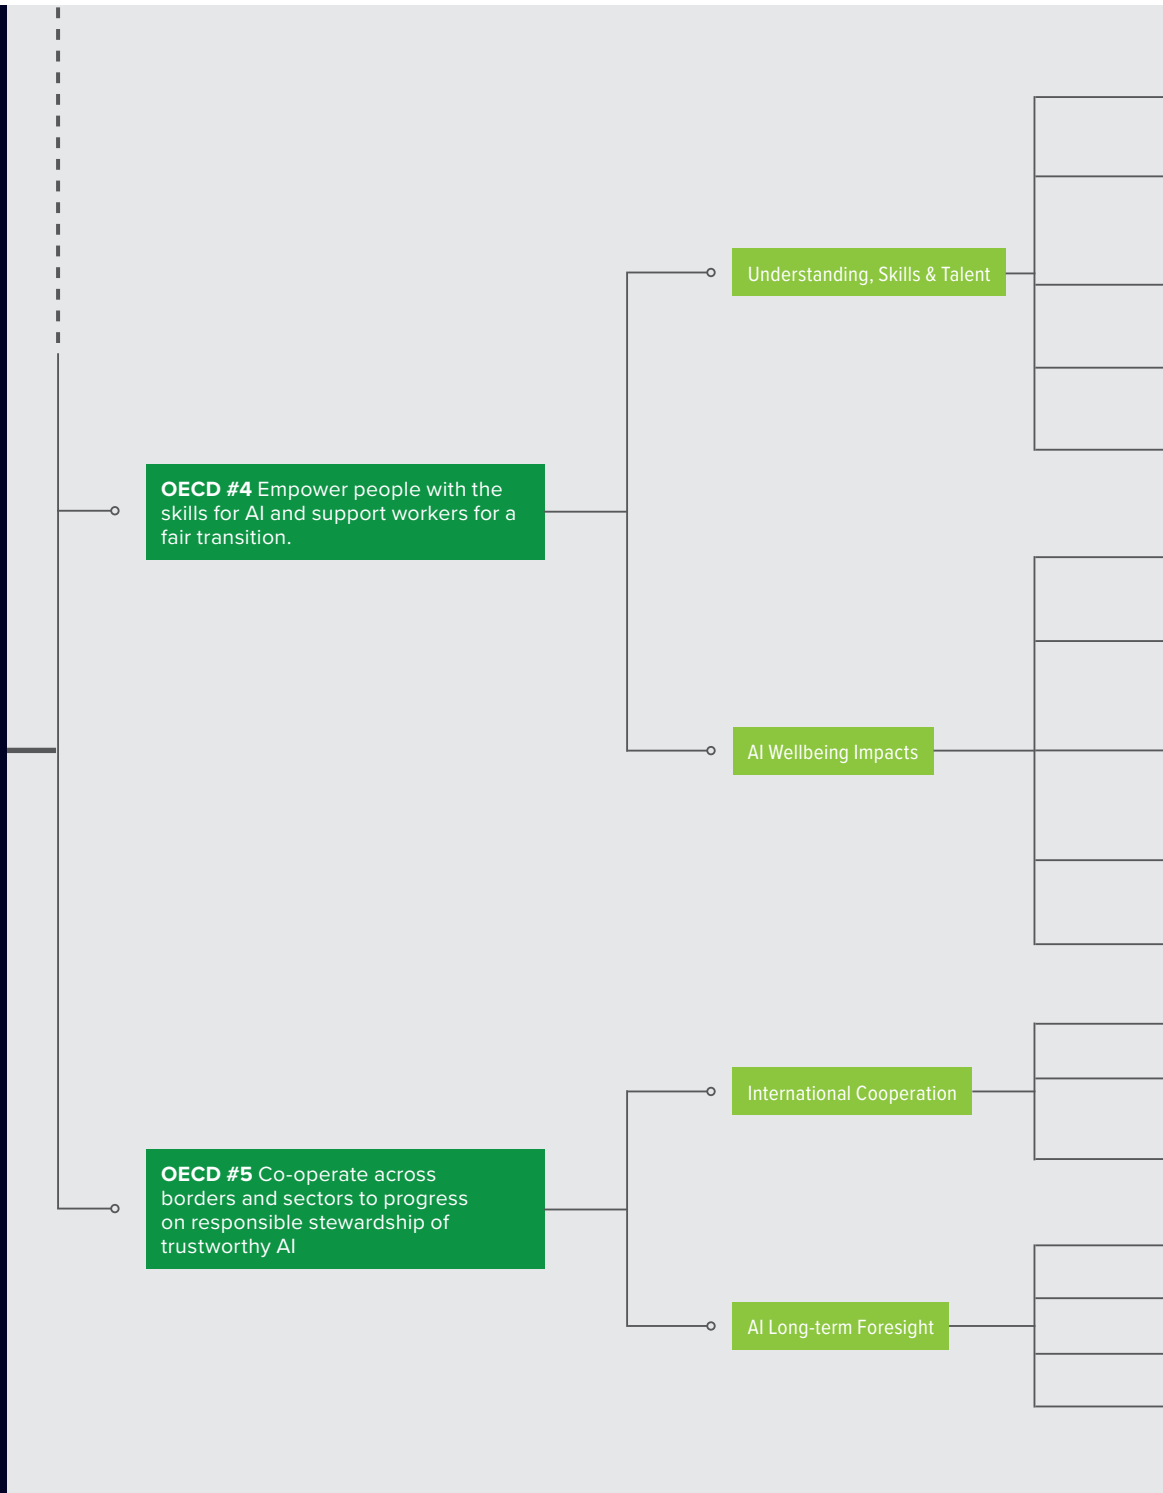 Understanding, Skills & Talent
OECD #4 Empower people with the
skills for AI and support workers for a
fair transition.
AI Wellbeing Impacts
International Cooperation
OECD #5 Co-operate across
borders and sectors to progress
on responsible stewardship of
trustworthy AI
AI Long-term Foresight